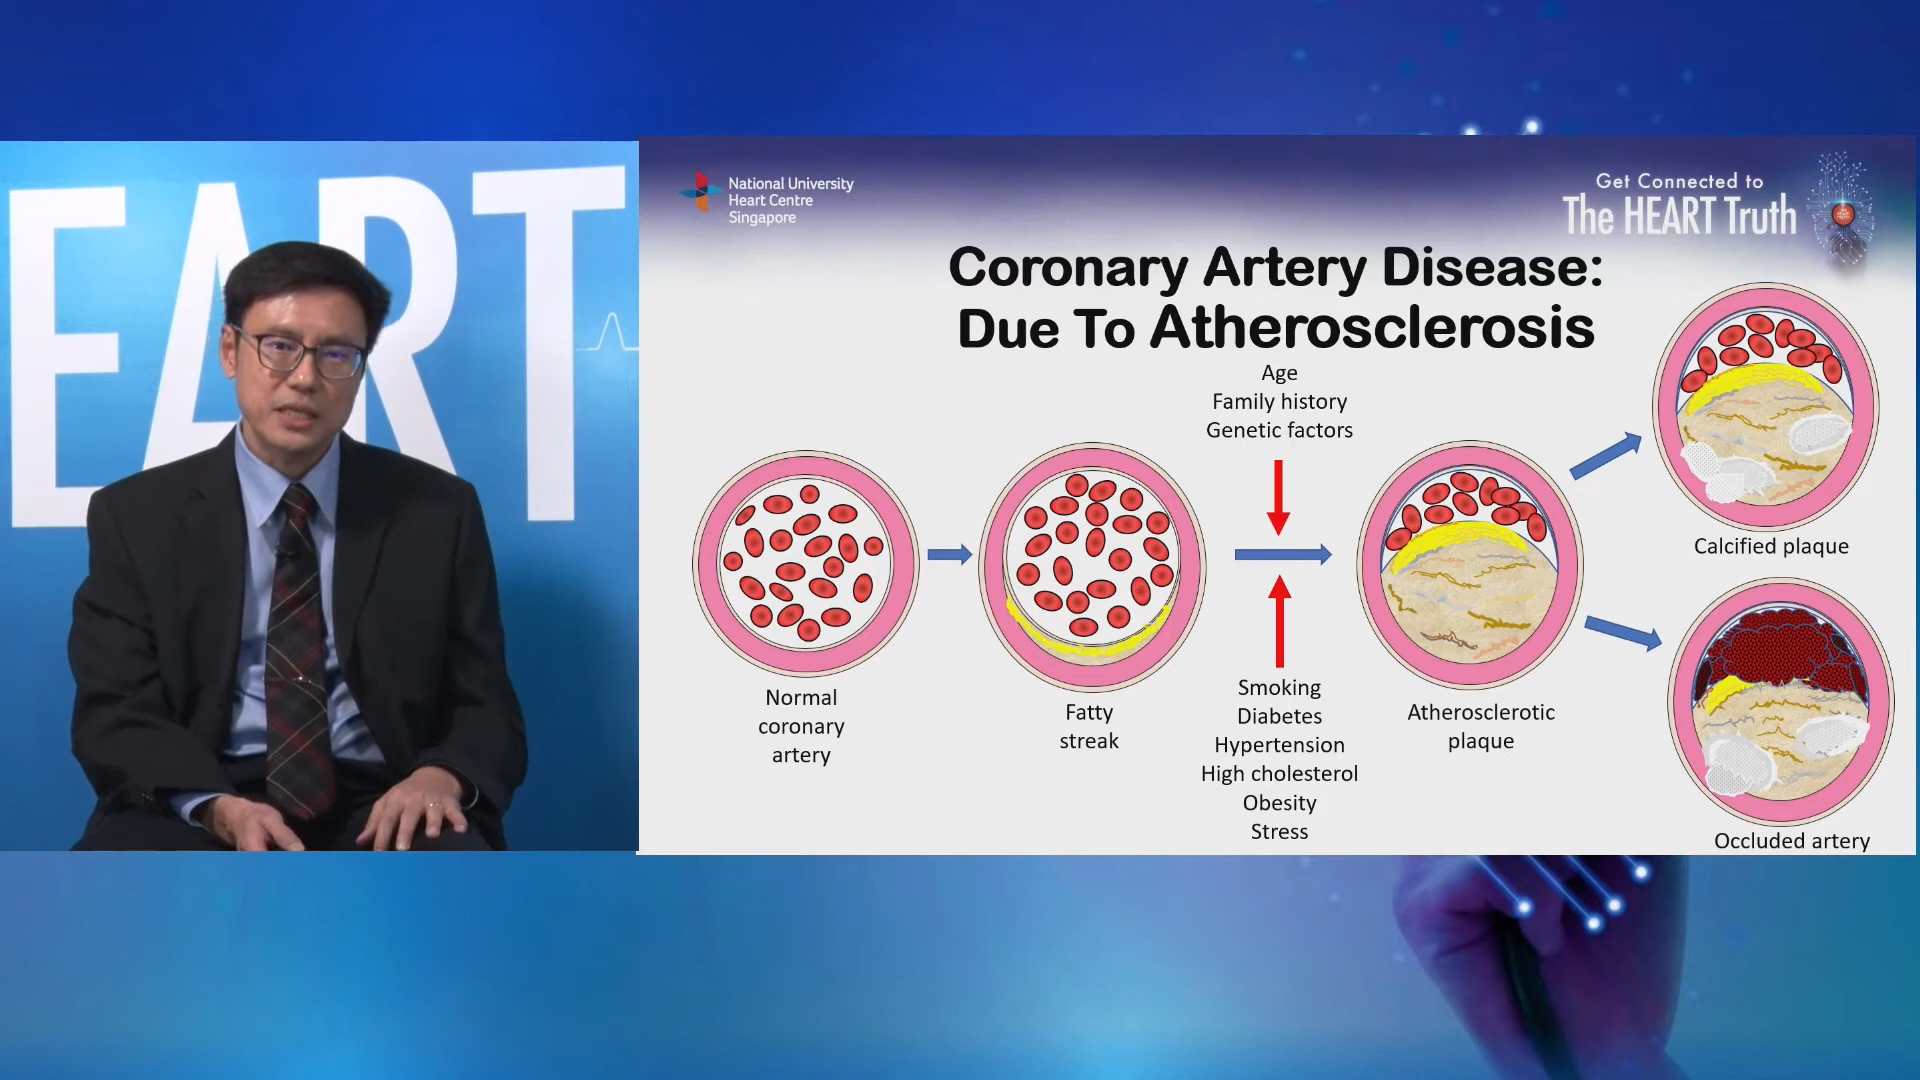 EART
National University
Heart Centre
Singapore
Get Connected to
The HEART Truth
Coronary Artery Disease:
Due To Atherosclerosis
Age
Family history
Genetic factors
Normal
coronary
artery
Fatty
streak
Smoking
Diabetes
Hypertension
High cholesterol
Obesity
Stress
Atherosclerotic
plaque
Calcified plaque
Occluded artery